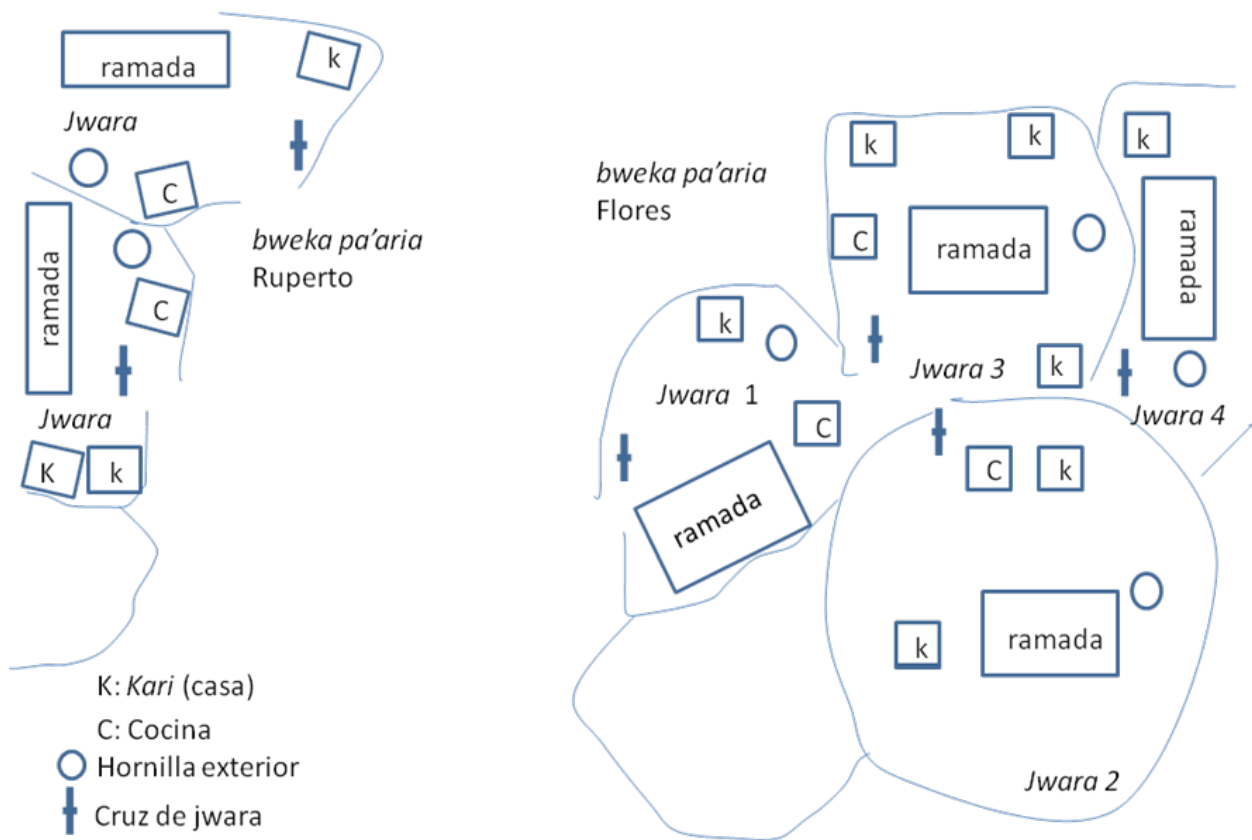 ramada
k
Jwara
C
ramada
bweka pa'aria
Ruperto
C
Jwara
K
k
K: Kari (casa)
C: Cocina
Hornilla exterior
Cruz de jwara
bweka pa'aria
Flores
k
k
k
C
ramada
ramada
k
Jwara 1
C
ramada
Jwara 3
k
Jwara 4
C
k
k
ramada
Jwara 2